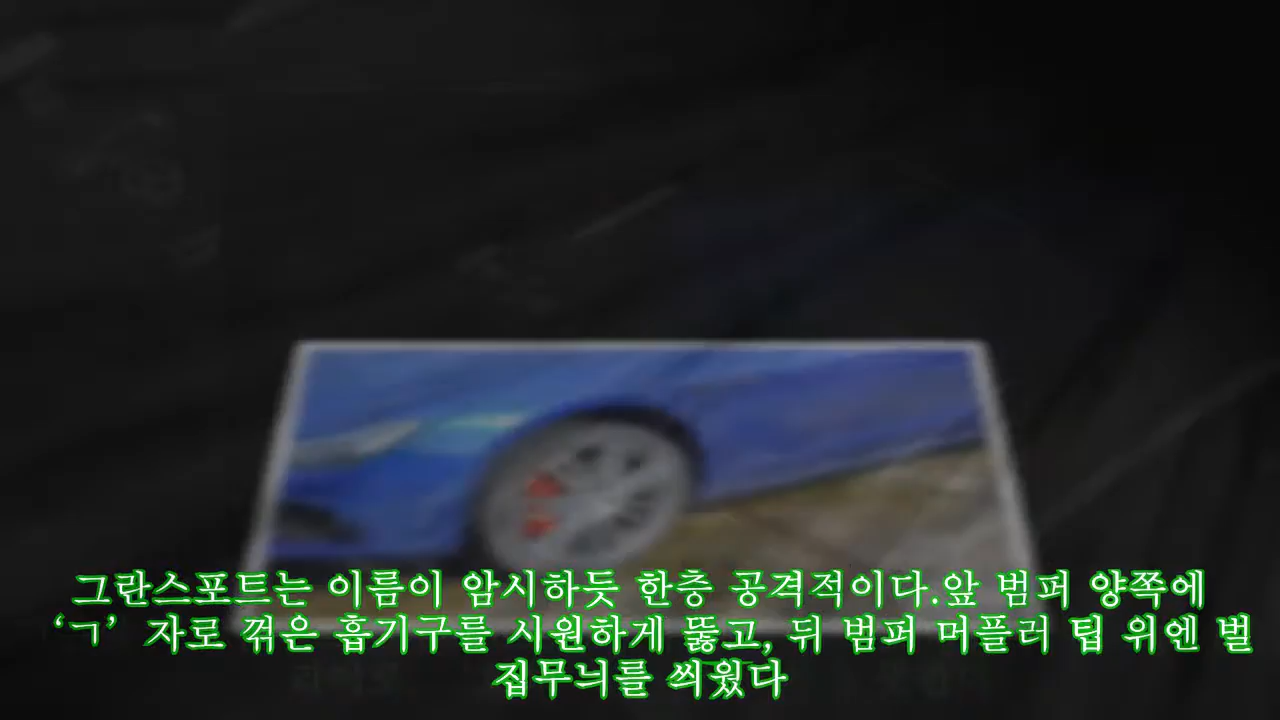 그란스포트는 이름이 암시하듯 한층 공격적이다.앞 범퍼 양쪽에
‘ㄱ’ 자로 꺾은 흡기구를 시원하게 뚫고, 뒤 범퍼 머플러 팁 위엔 벌
집무늬를 씌웠다